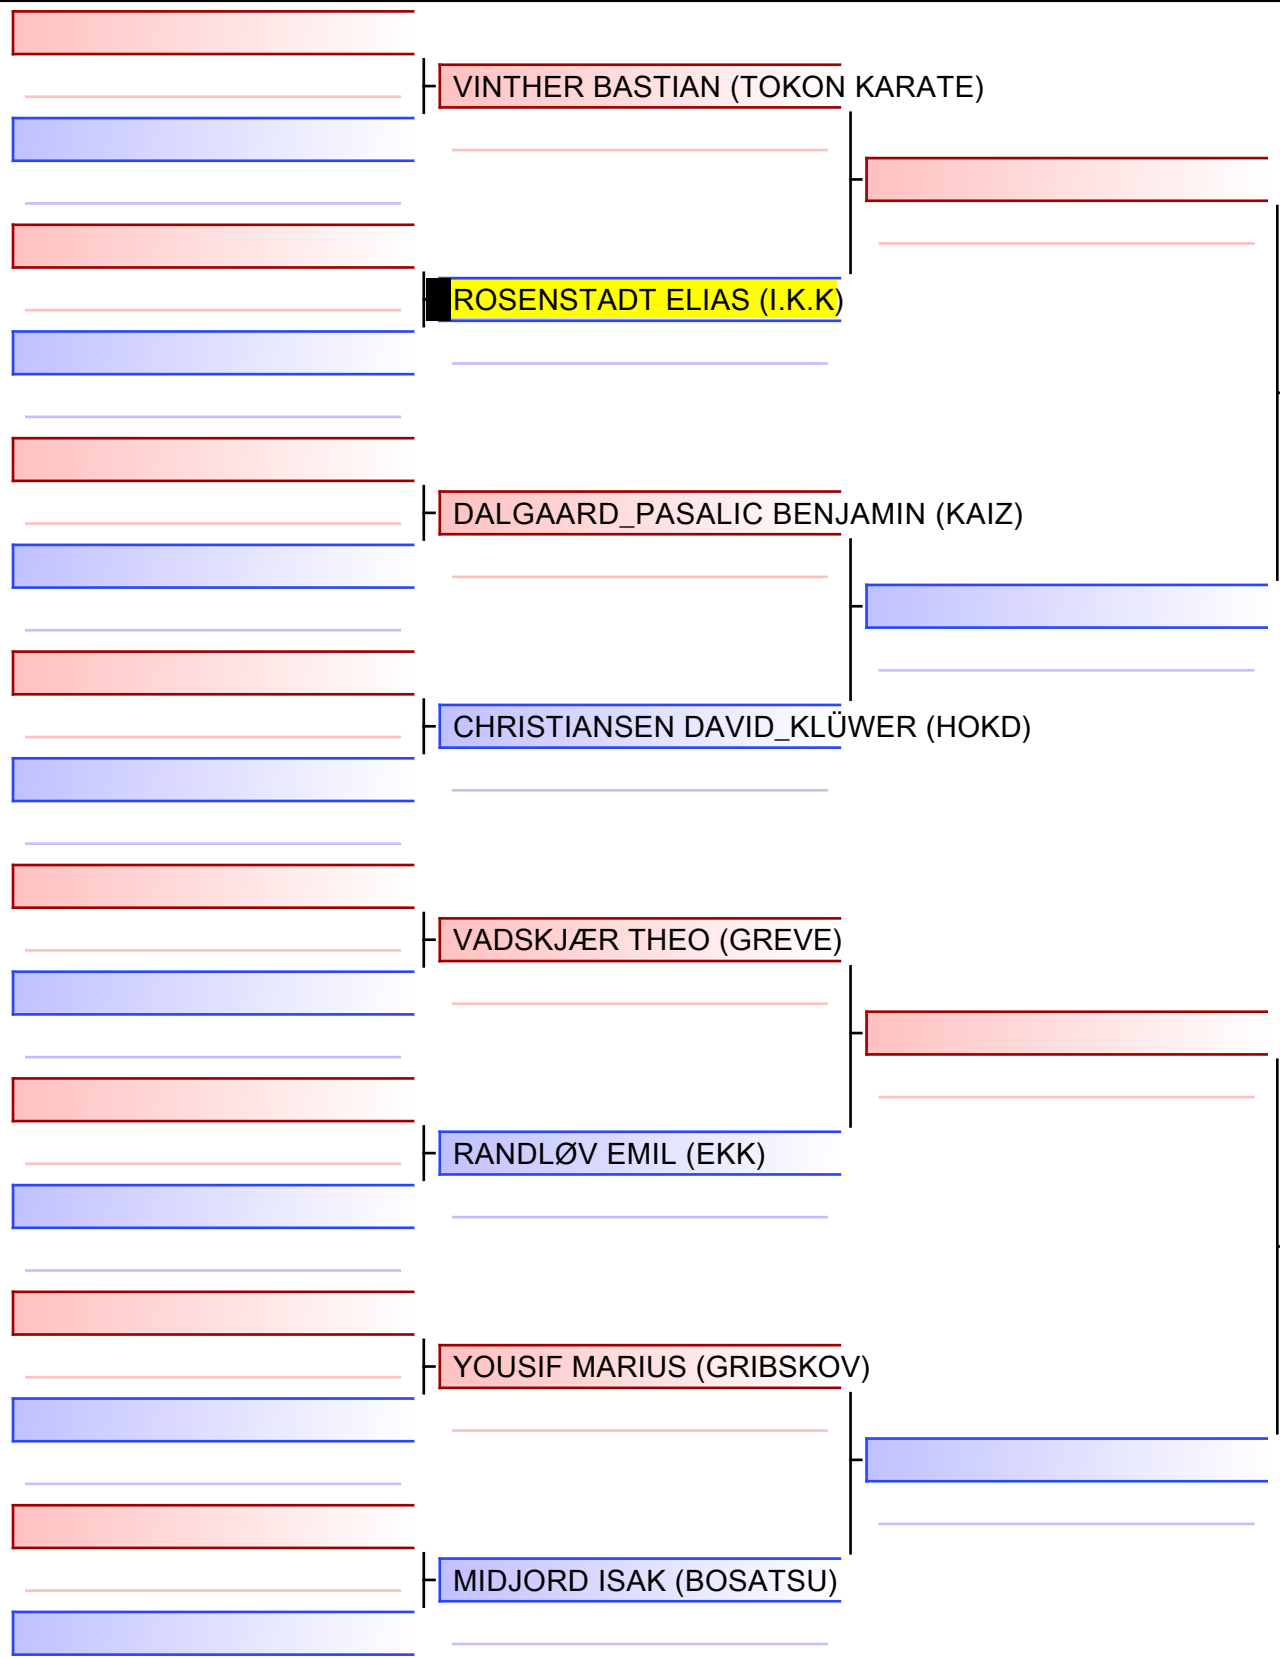 VINTHER BASTIAN (TOKON KARATE)
ROSENSTADT ELIAS (I.K.K)
DALGAARD_PASALIC BENJAMIN (KAIZ)
CHRISTIANSEN DAVID_KLÜWER (HOKD)
VADSKJÆR THEO (GREVE)
RANDLØV EMIL (EKK)
YOUSIF MARIUS (GRIBSKOV)
MIDJORD ISAK (BOSATSU)